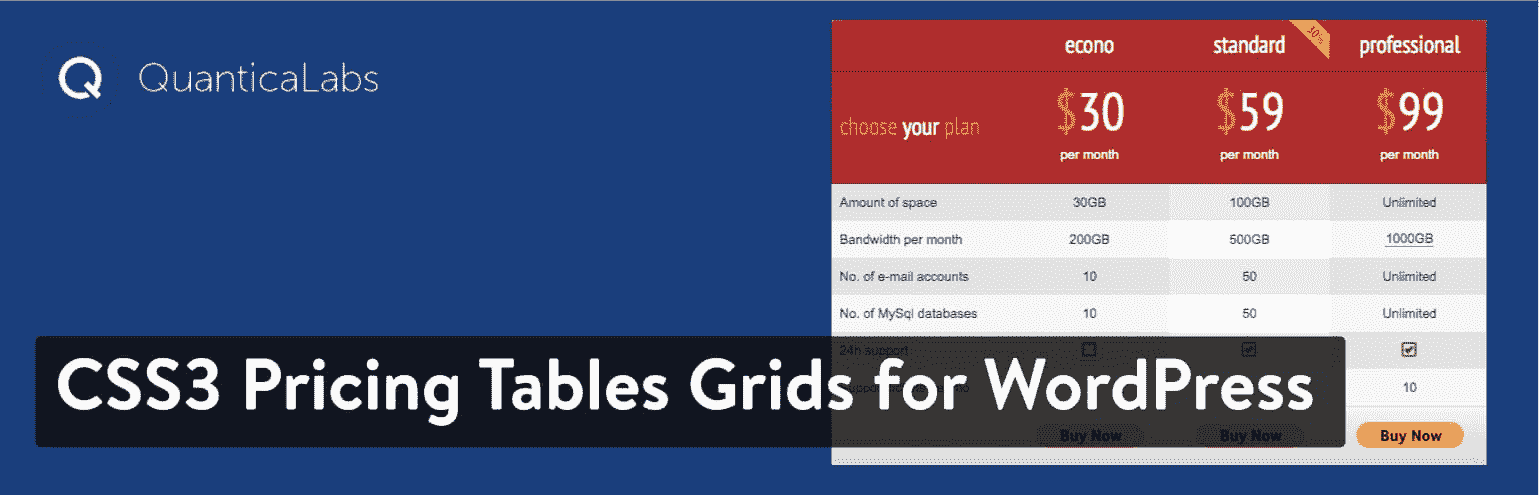 QuanticaLabs
econo standard 30% professional
choose your plan $30 $59 $99
per month per month per month
Amount of space 30GB 100GB Unlimited
Bandwidth per month 200GB 500GB 1000GB
No. of e-mail accounts 10 50 Unlimited
No. of MySql databases 10 50 Unlimited
24h support
10
Buy Now Buy Now Buy Now
CSS3 Pricing Tables Grids for WordPress